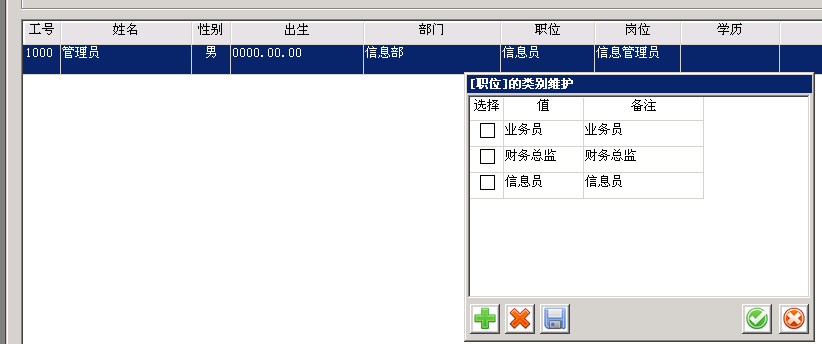 工号 姓名 性别 出生 部门 职位 岗位 学历
1000 管理员 男 0000.00.00 信息部 信息员 信息管理员
[职位]的类别维护
选择 值 备注
业务员 业务员
财务总监 财务总监
信息员 信息员